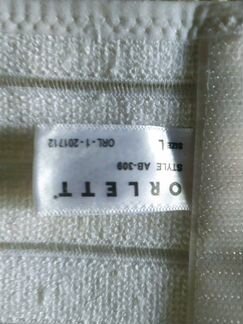 ORLETT®
STYLE AB-309
SIZE: L
ORL-1-201712